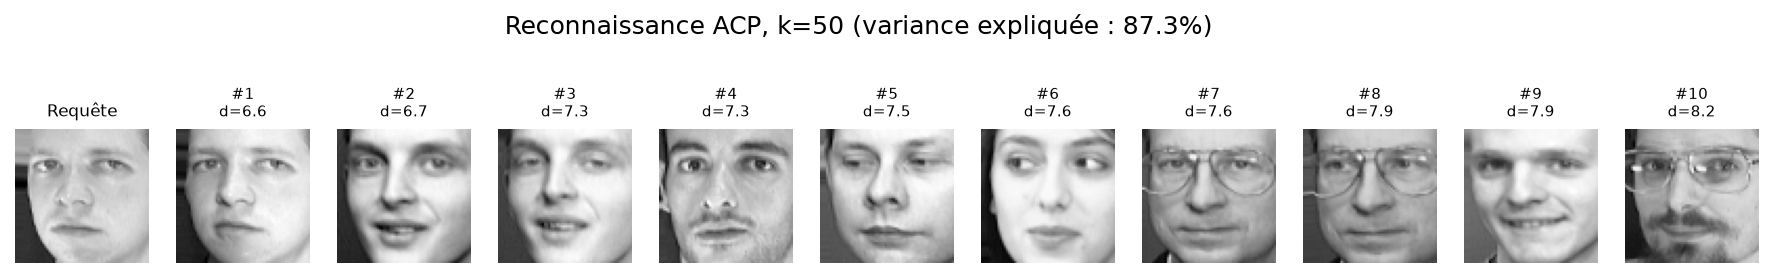 Reconnaissance ACP, k=50 (variance expliquée : 87.3%)
Requête
#1
d=6.6
#2
d=6.7
#3
d=7.3
#4
d=7.3
#5
d=7.5
#6
d=7.6
#7
d=7.6
#8
d=7.9
#9
d=7.9
#10
d=8.2